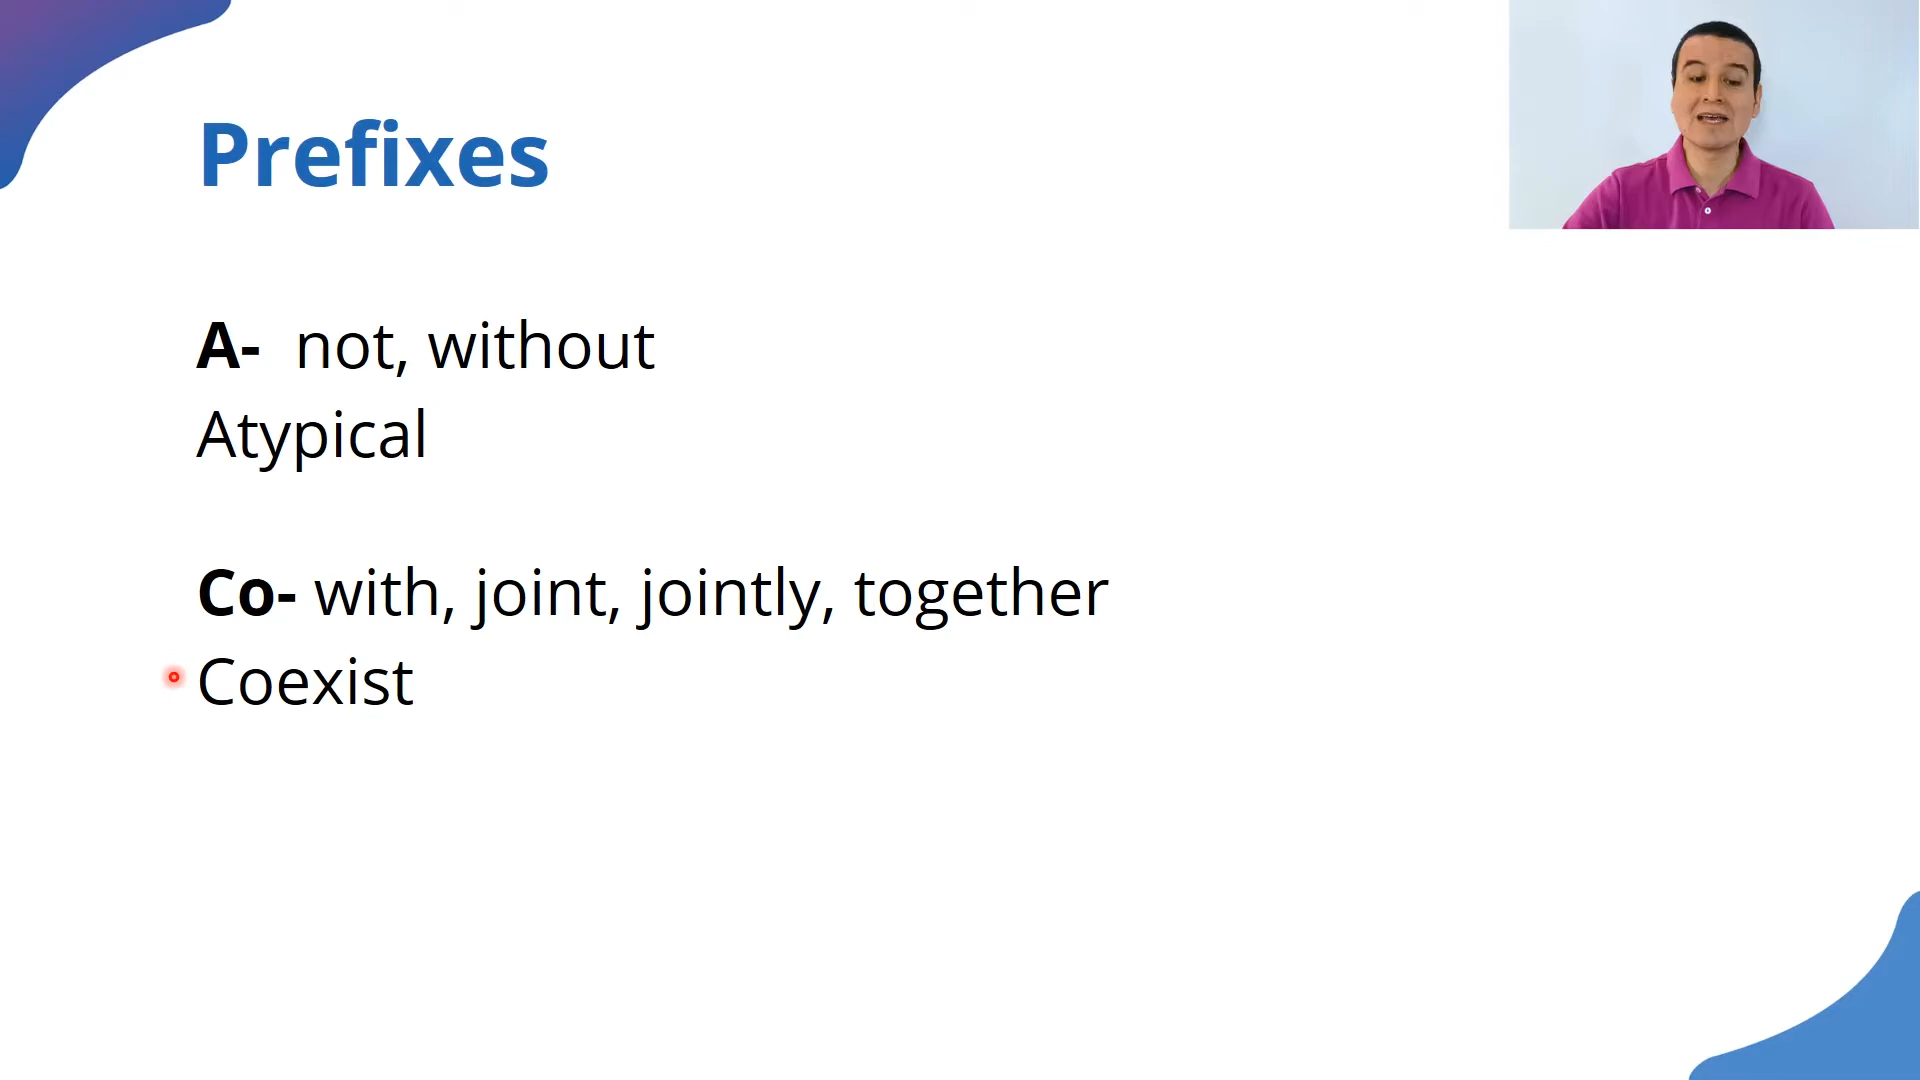 Prefixes
A- not, without
Atypical
Co- with, joint, jointly, together
Coexist